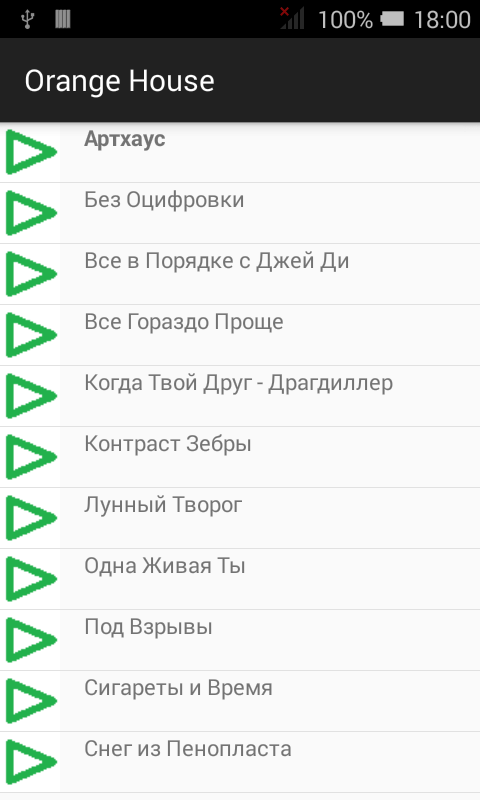 100% 18:00
Orange House
Артхаус
Без Оцифровки
Все в Порядке с Джей Ди
Все Гораздо Проще
Когда Твой Друг - Драгдиллер
Контраст Зебры
Лунный Творог
Одна Живая Ты
Под Взрывы
Сигареты и Время
Снег из Пенопласта